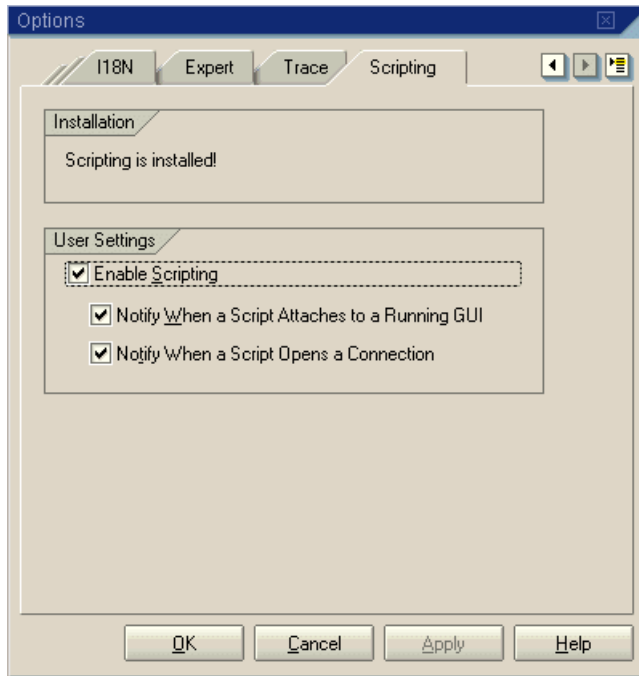 Options
I18N Expert Trace Scripting
Installation
Scripting is installed!
User Settings
Enable Scripting
Notify When a Script Attaches to a Running GUI
Notify When a Script Opens a Connection
OK Cancel Apply Help